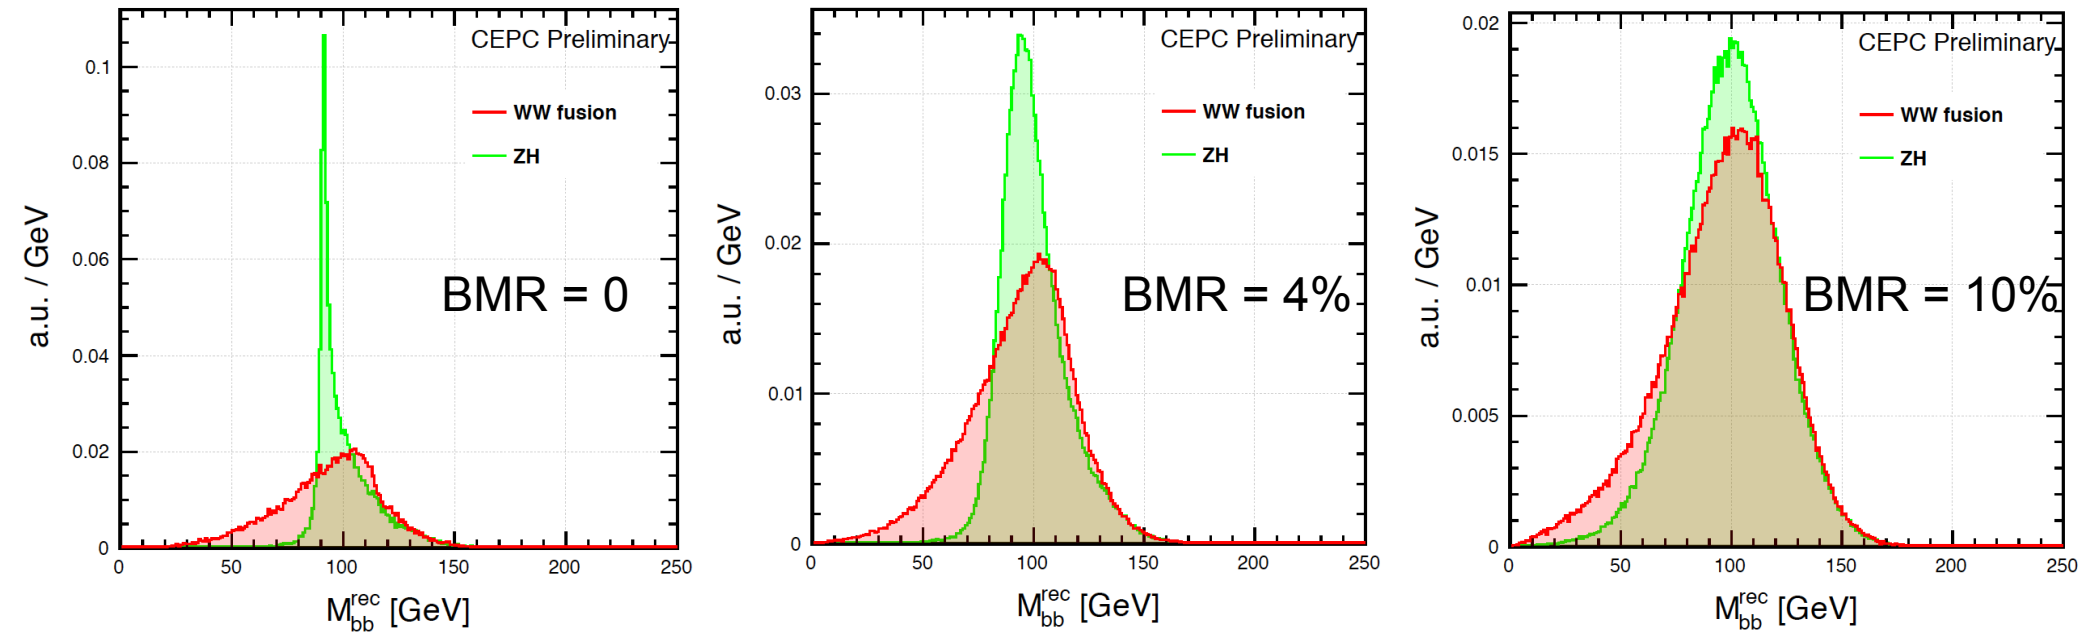 CEPC Preliminary
WW fusion
ZH
BMR = 0
a.u. / GeV
0.1
0.08
0.06
0.04
0.02
0
0 50 100 150 200 250
M_bb^rec [GeV]
CEPC Preliminary
WW fusion
ZH
BMR = 4%
a.u. / GeV
0.03
0.02
0.01
0
0 50 100 150 200 250
M_bb^rec [GeV]
CEPC Preliminary
WW fusion
ZH
BMR = 10%
a.u. / GeV
0.02
0.015
0.01
0.005
0
0 50 100 150 200 250
M_bb^rec [GeV]